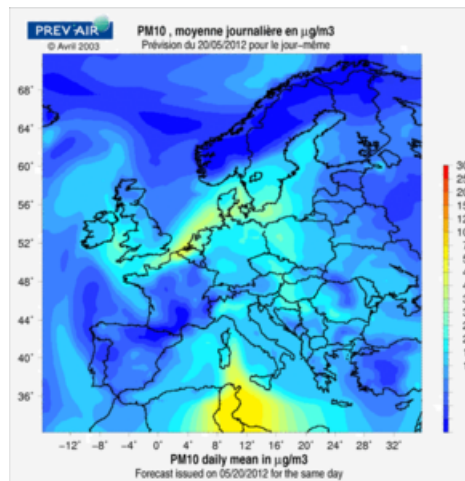 PREV'AIR
© Avril 2003
PM10 , moyenne journalière en µg/m3
Prévision du 20/05/2012 pour le jour−même
68°
64°
60°
56°
52°
48°
44°
40°
36°
−12° −8° −4° 0° 4° 8° 12° 16° 20° 24° 28° 32°
PM10 daily mean in µg/m3
Forecast issued on 05/20/2012 for the same day